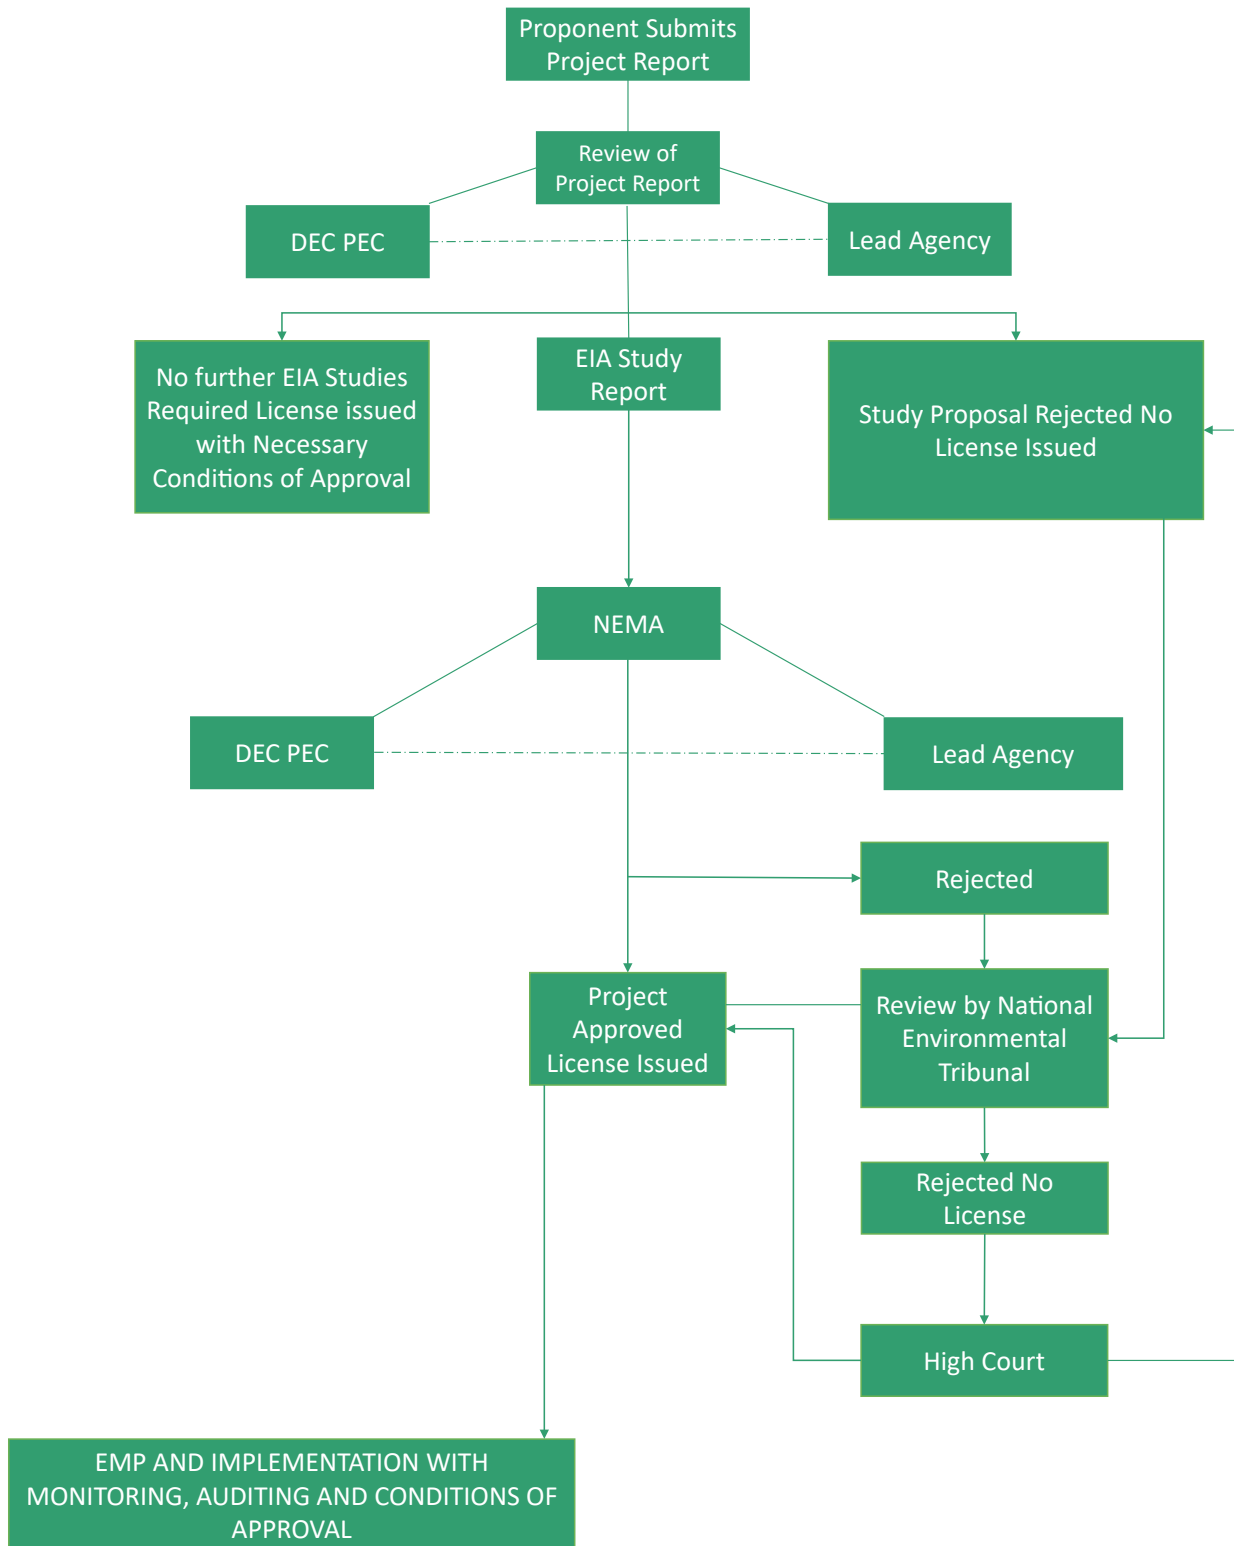 Proponent Submits
Project Report
Review of
Project Report
DEC PEC
Lead Agency
No further EIA Studies
Required License issued
with Necessary
Conditions of Approval
EIA Study
Report
Study Proposal Rejected No
License Issued
NEMA
DEC PEC
Lead Agency
Rejected
Project
Approved
License Issued
Review by National
Environmental
Tribunal
Rejected No
License
High Court
EMP AND IMPLEMENTATION WITH
MONITORING, AUDITING AND CONDITIONS OF
APPROVAL